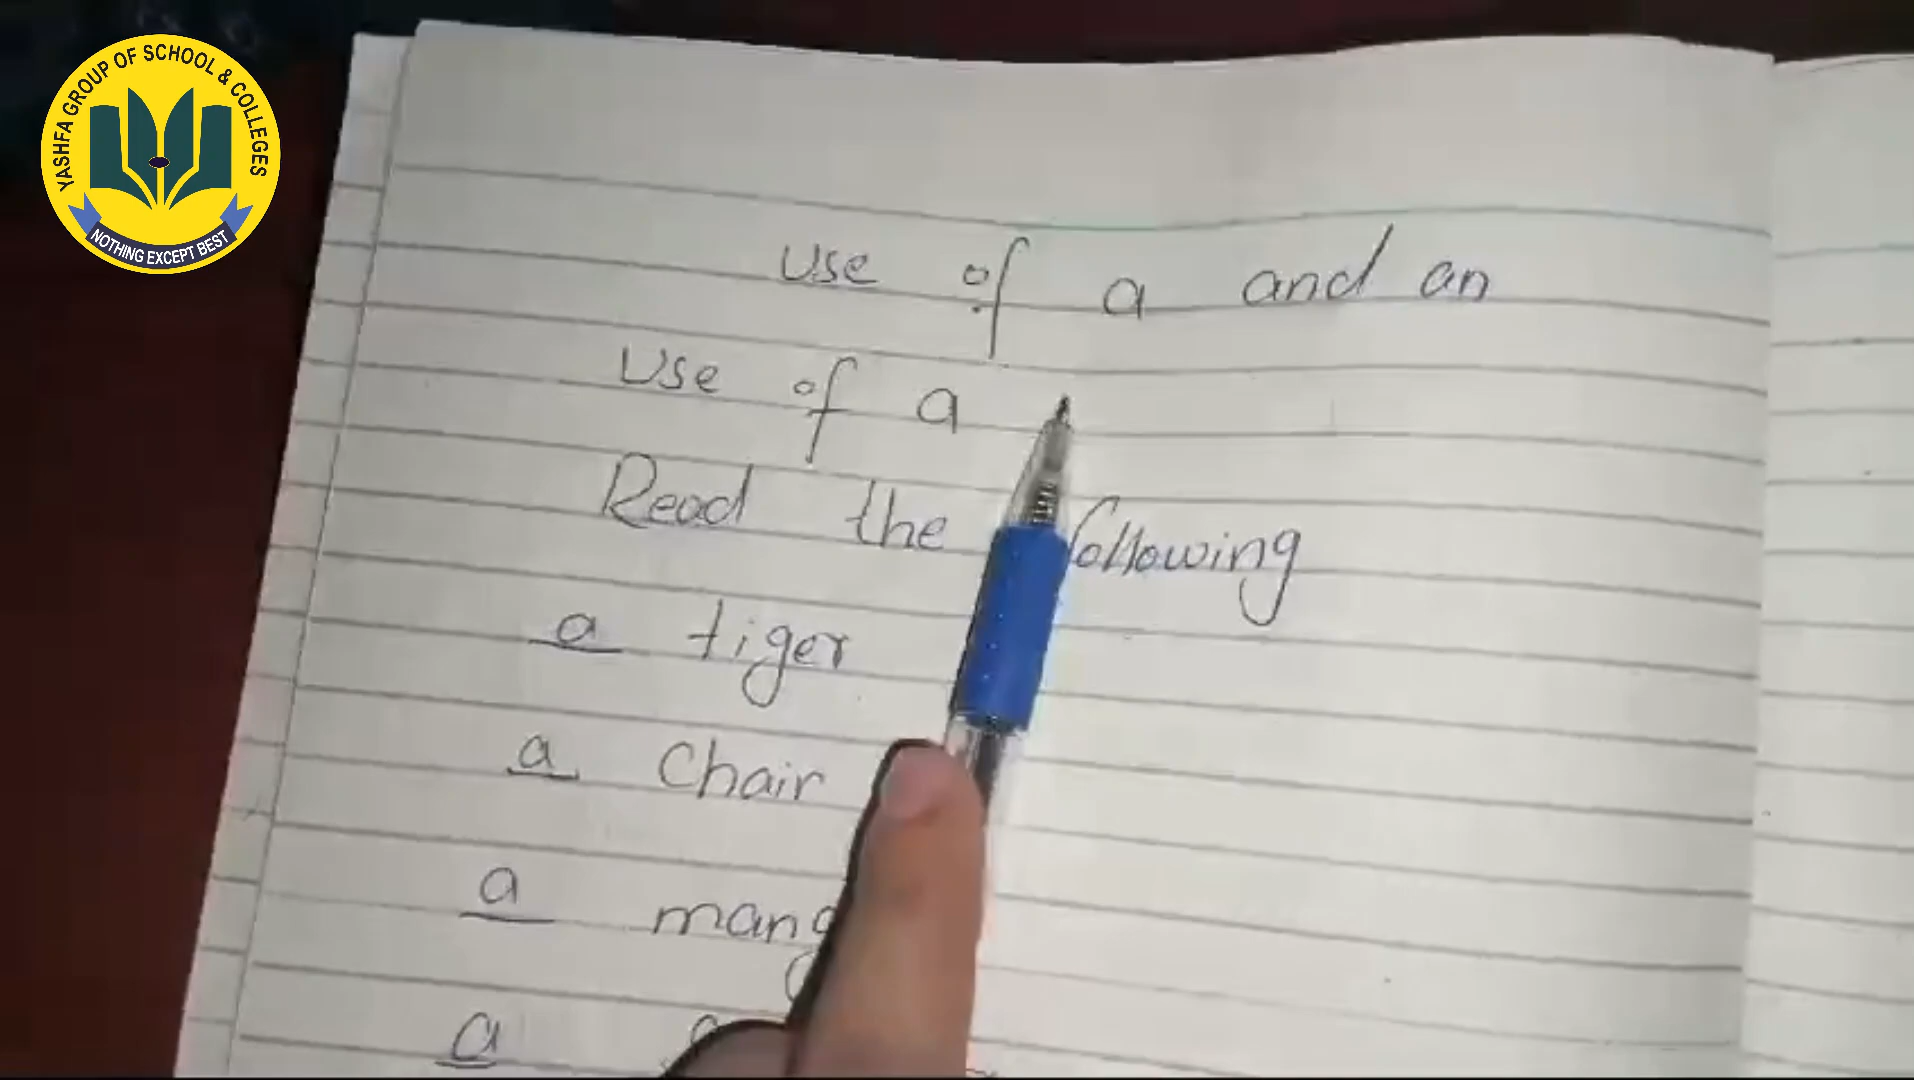 YASHFA GROUP OF SCHOOL & COLLEGES
NOTHING EXCEPT BEST
use of a and an
use of a
Read the following
a tiger
a Chair
a
a